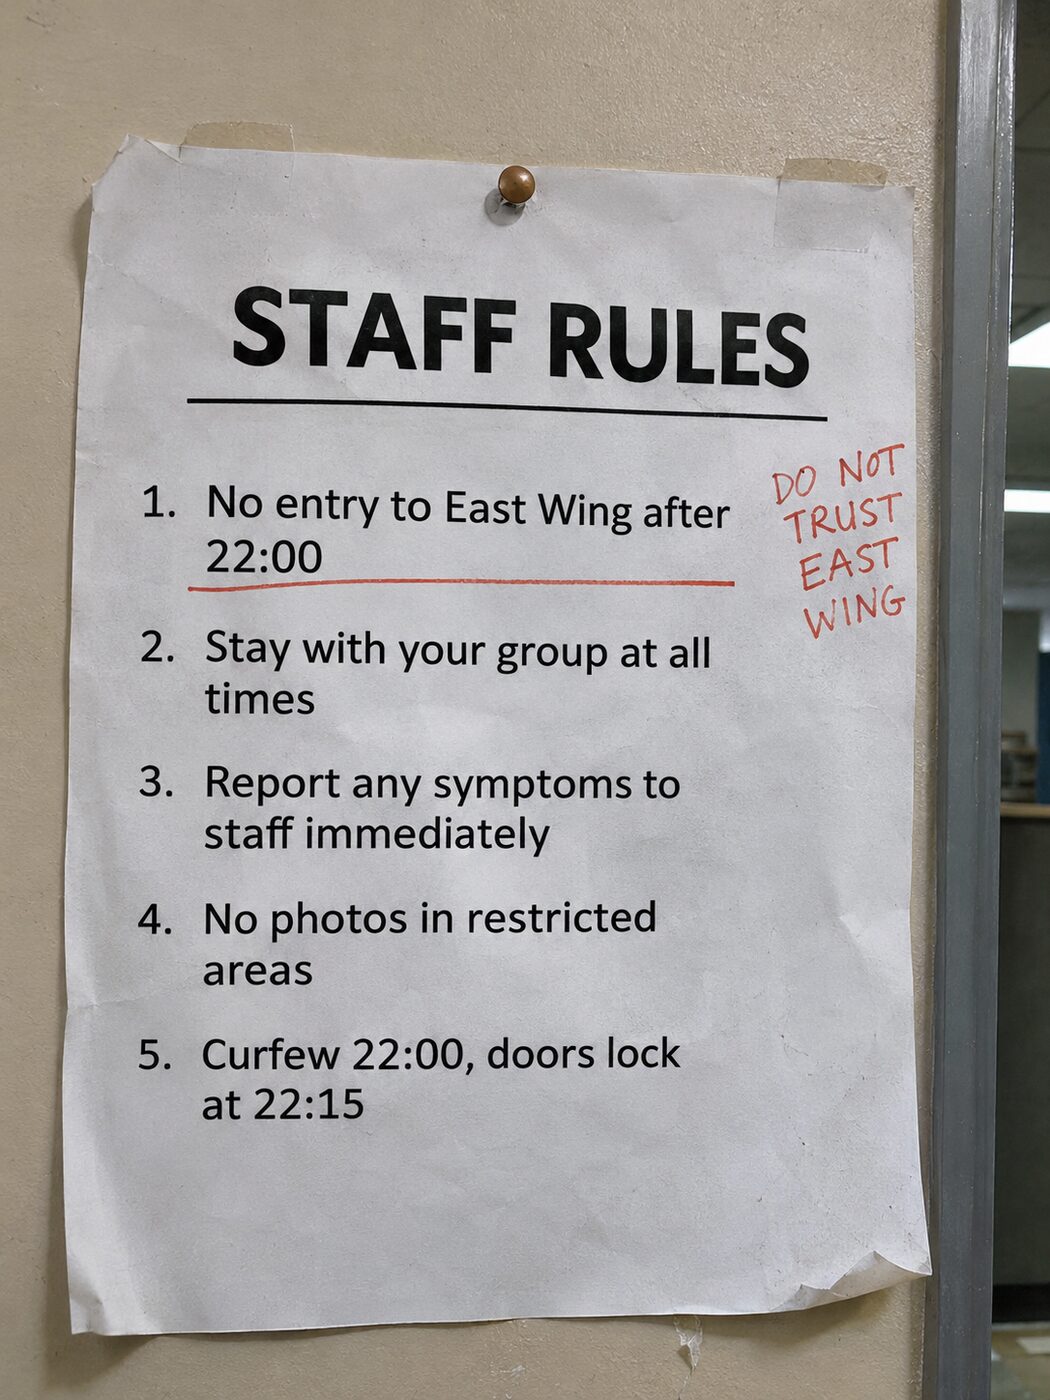 STAFF RULES
1. No entry to East Wing after
22:00
DO NOT
TRUST
EAST
WING
2. Stay with your group at all
times
3. Report any symptoms to
staff immediately
4. No photos in restricted
areas
5. Curfew 22:00, doors lock
at 22:15